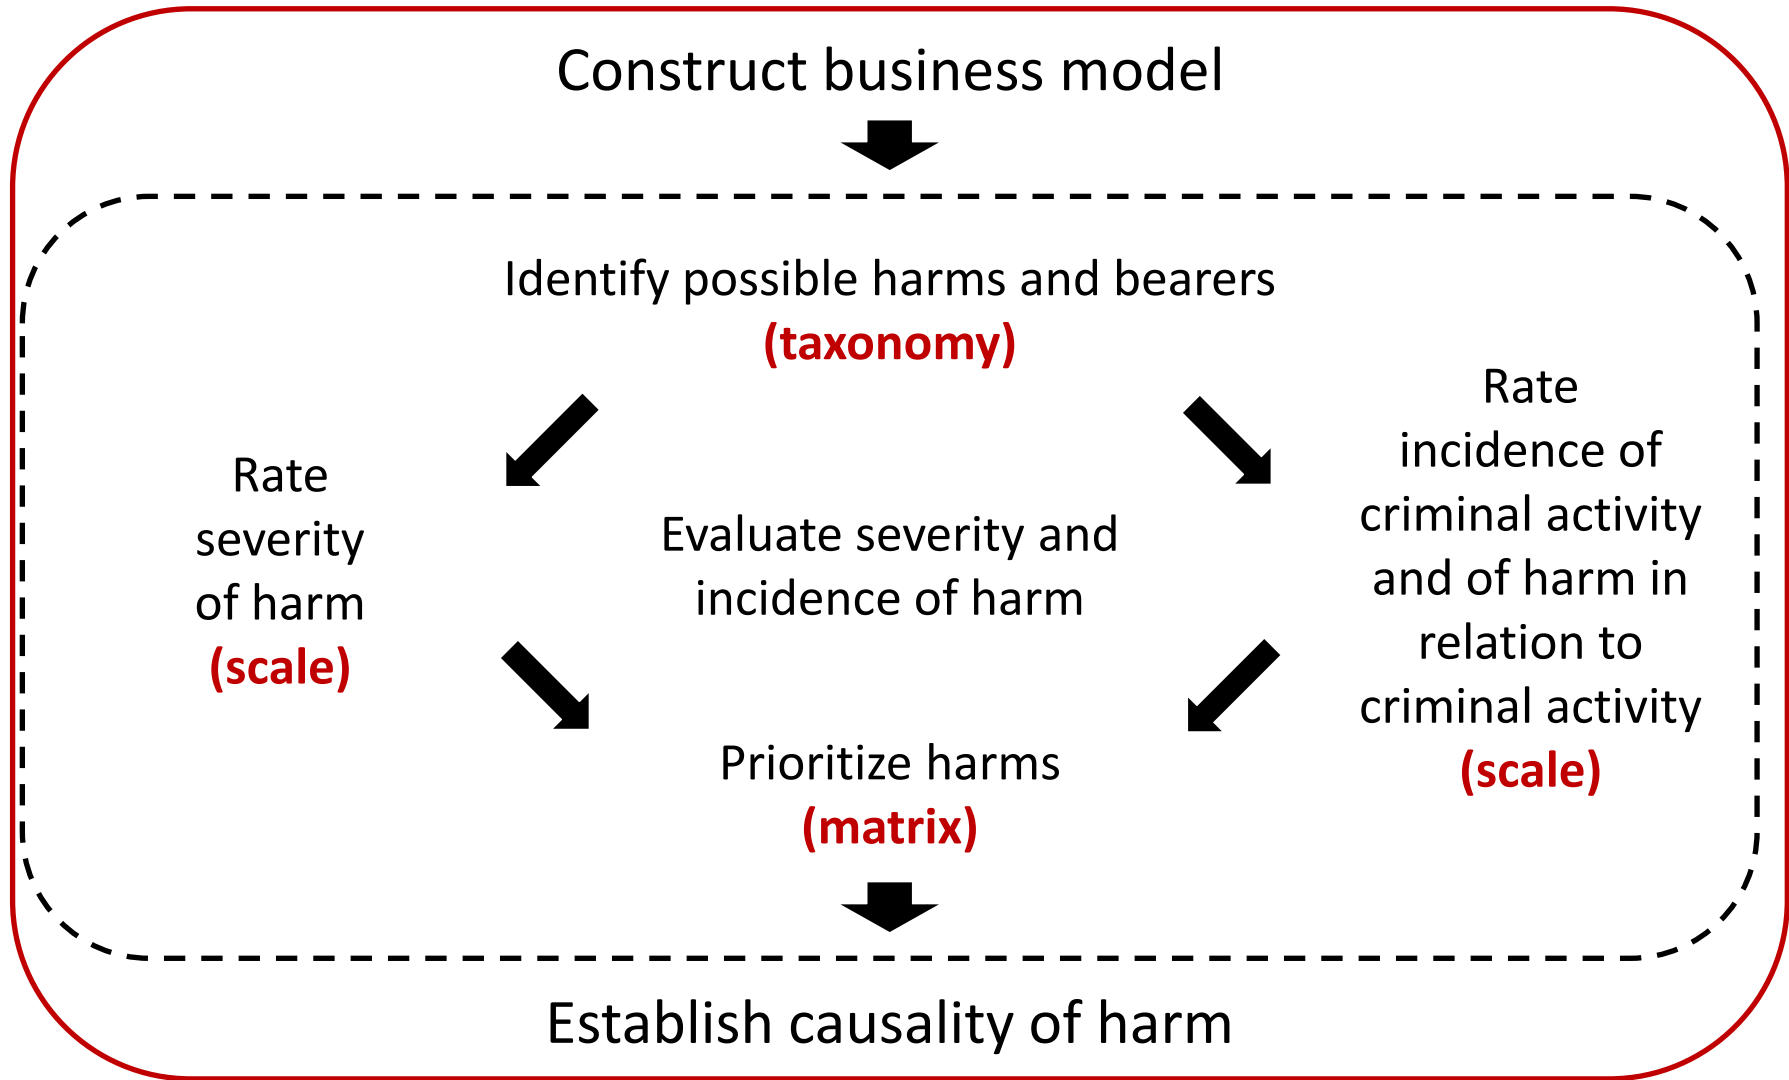 Construct business model
Identify possible harms and bearers
(taxonomy)
Rate
severity
of harm
(scale)
Evaluate severity and
incidence of harm
Rate
incidence of
criminal activity
and of harm in
relation to
criminal activity
(scale)
Prioritize harms
(matrix)
Establish causality of harm